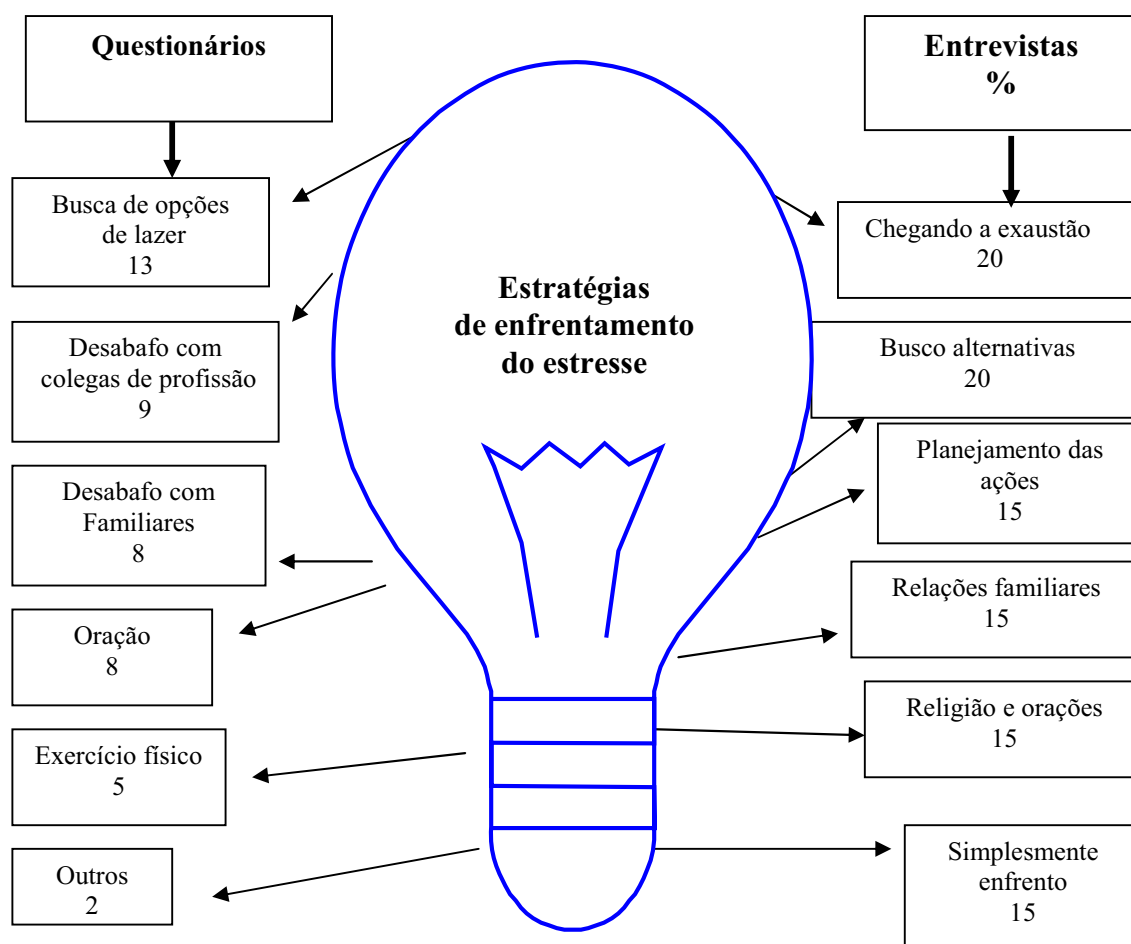 Questionários
Busca de opções
de lazer
13
Desabafo com
colegas de profissão
9
Desabafo com
Familiares
8
Oração
8
Exercício físico
5
Outros
2
Estratégias
de enfrentamento
do estresse
Entrevistas
%
Chegando a exaustão
20
Busco alternativas
20
Planejamento das
ações
15
Relações familiares
15
Religião e orações
15
Simplesmente
enfrento
15